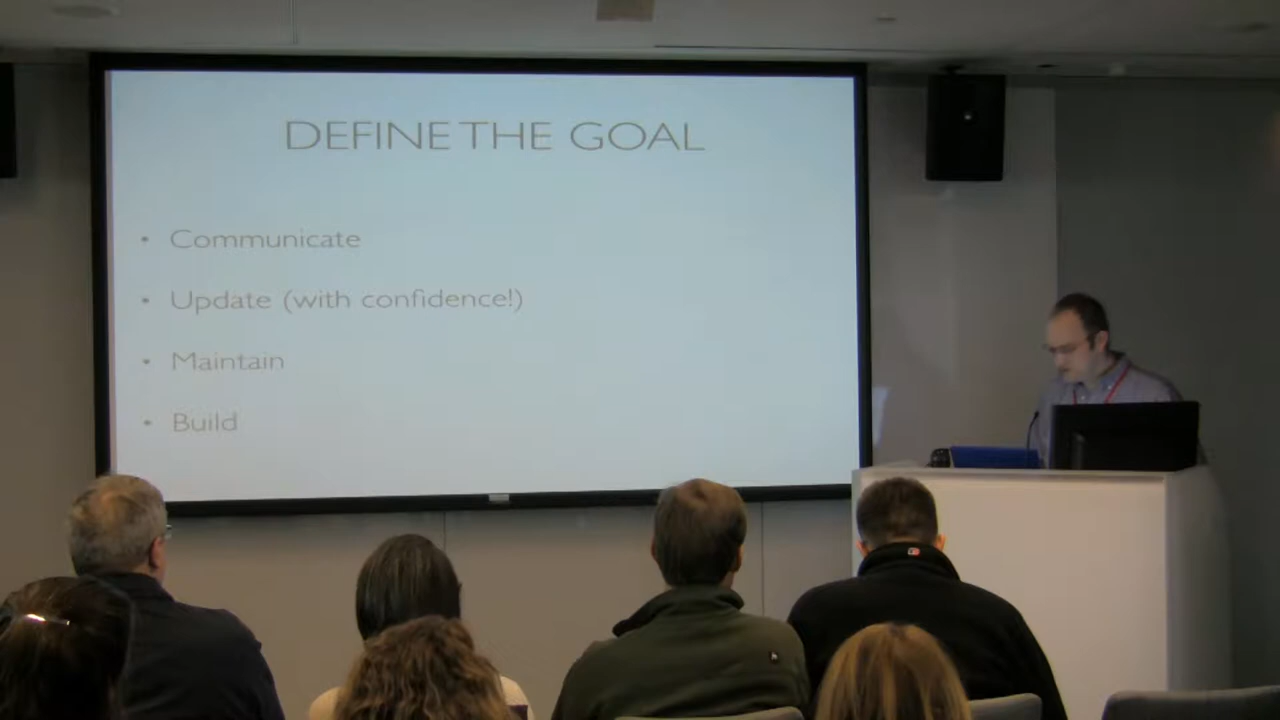 DEFINE THE GOAL
• Communicate
• Update (with confidence!)
• Maintain
• Build